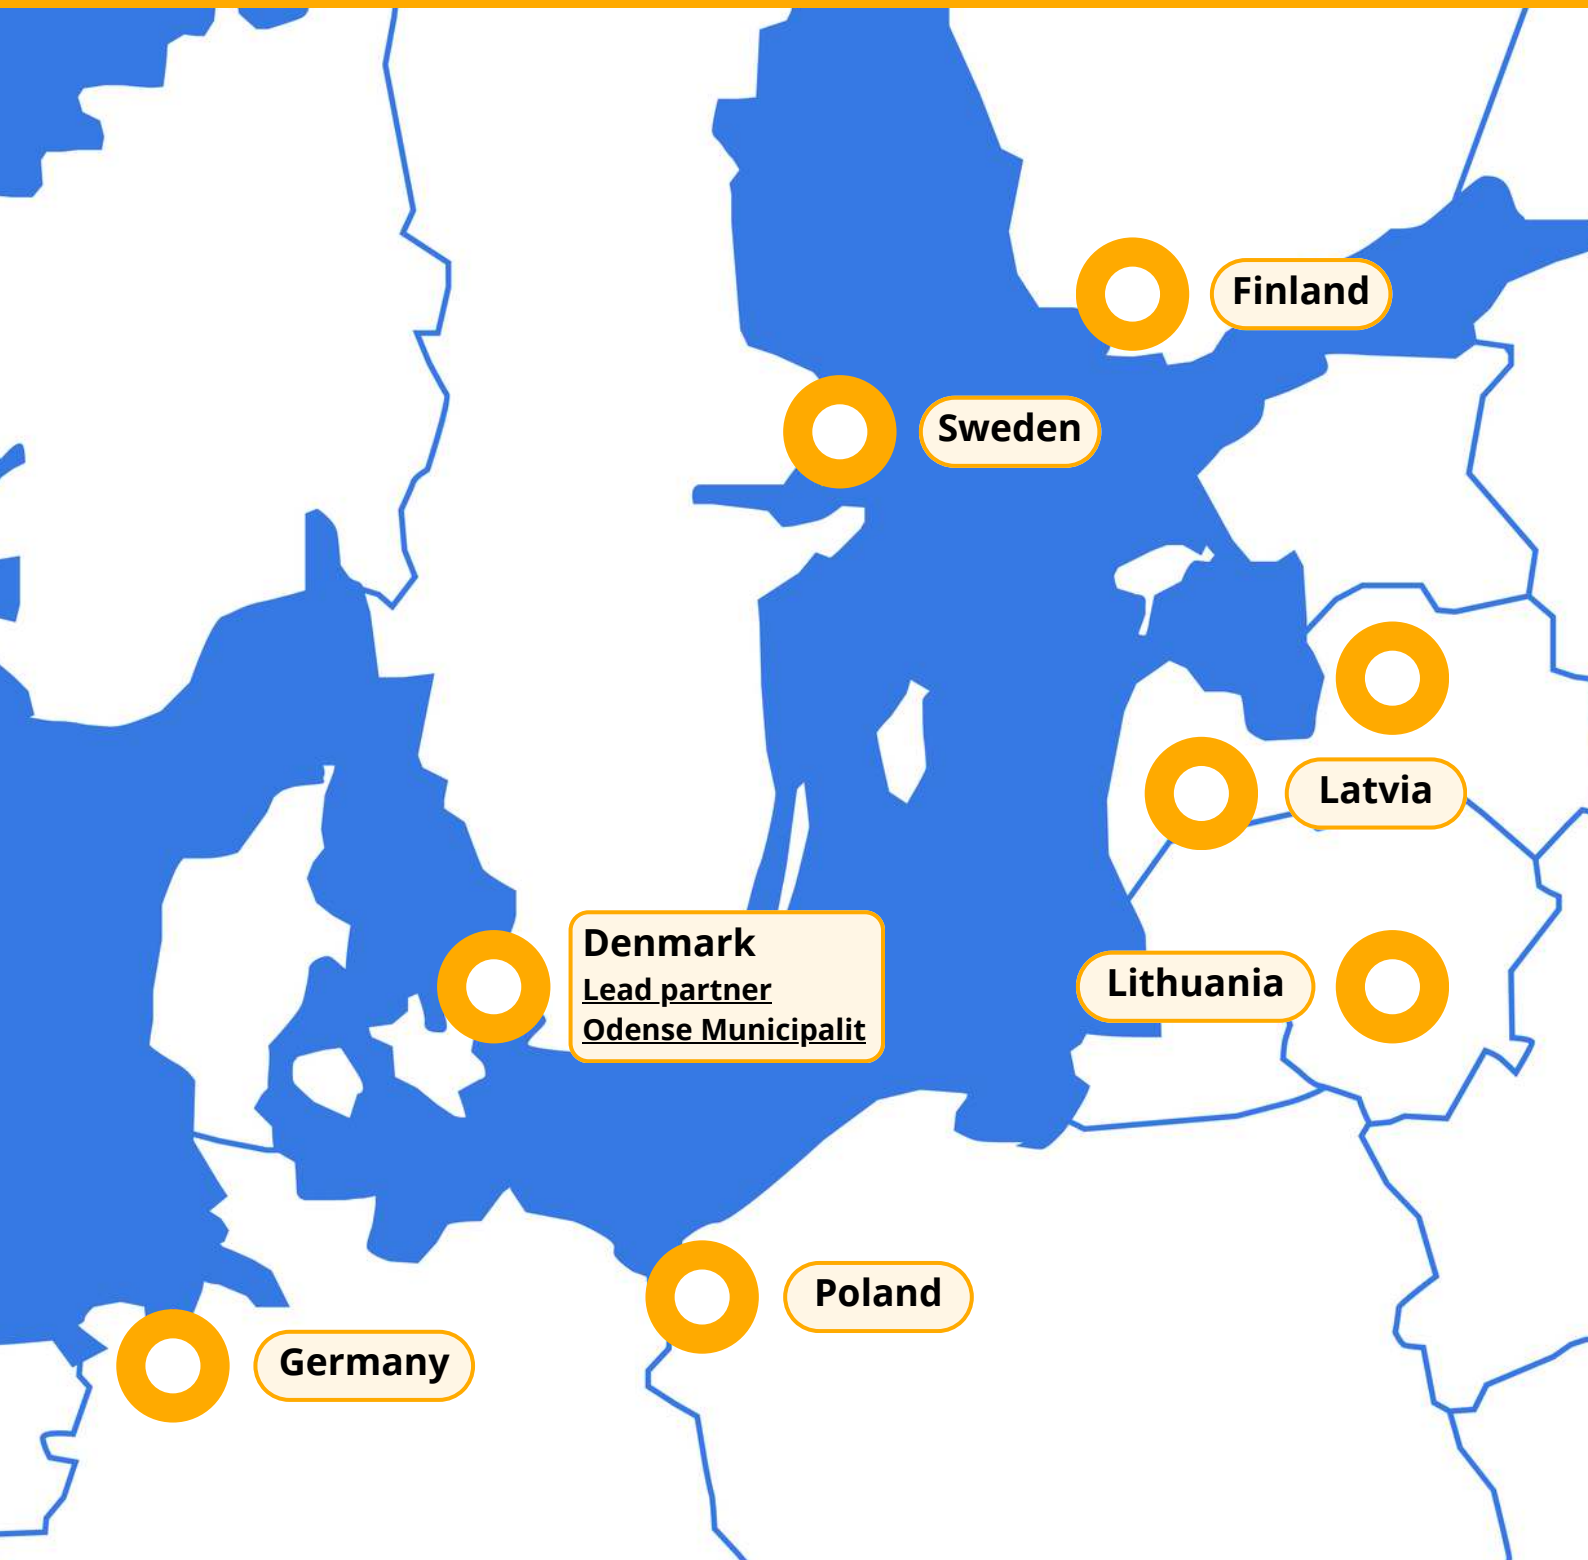 Finland
Sweden
Latvia
Denmark
Lead partner
Odense Municipalit
Lithuania
Poland
Germany